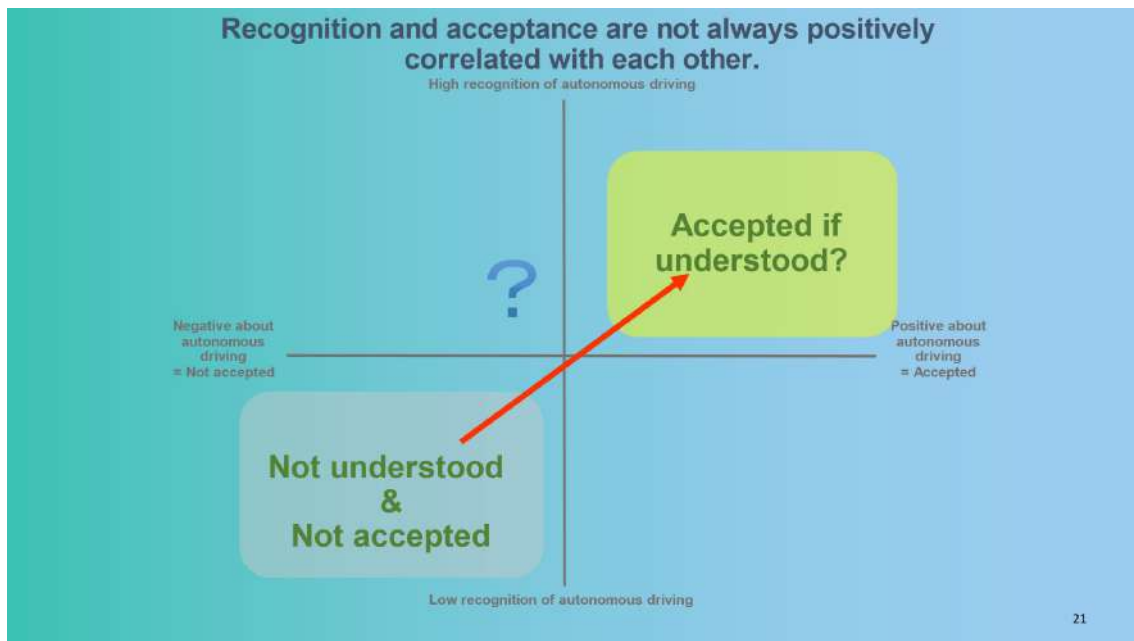 Recognition and acceptance are not always positively
correlated with each other.
High recognition of autonomous driving
Accepted if
understood?
?
Negative about
autonomous
driving
= Not accepted
Positive about
autonomous
driving
= Accepted
Not understood
&
Not accepted
Low recognition of autonomous driving
21